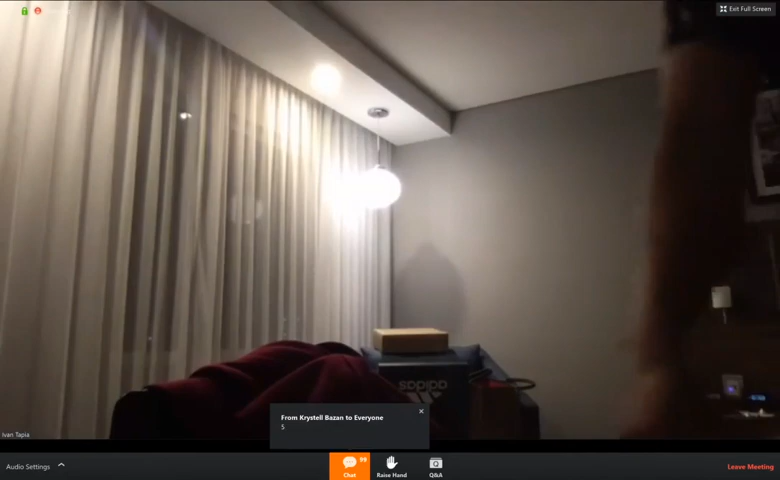 Exit Full Screen
adidas
Ivan Tapia
From Krystell Bazan to Everyone
5
Audio Settings
Chat
99
Raise Hand
Q&A
Leave Meeting